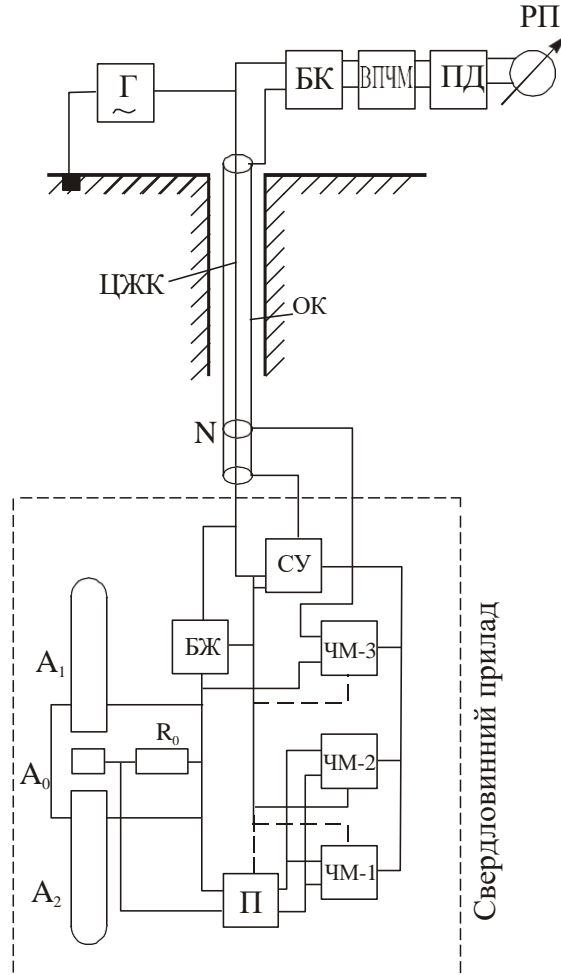 РП
Г
~
БК
ВПЧМ
ПД
ЦЖК
ОК
N
СУ
БЖ
ЧМ-3
A₁
R₀
A₀
ЧМ-2
ЧМ-1
A₂
П
Свердловинний прилад